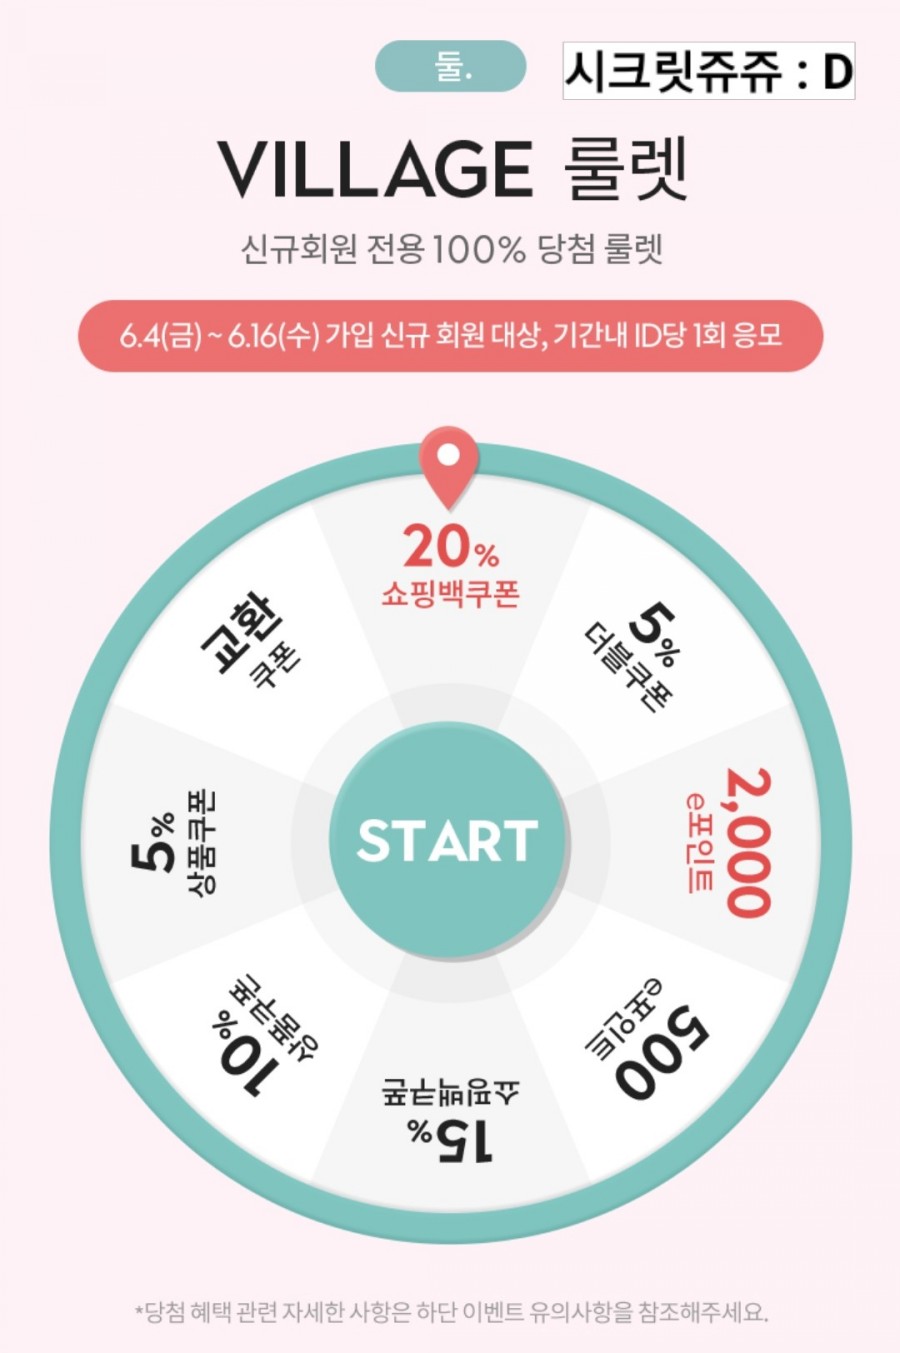 둘.
시크릿쥬쥬 : D
VILLAGE 룰렛
신규회원 전용 100% 당첨 룰렛
6.4(금) ~ 6.16(수) 가입 신규 회원 대상, 기간내 ID당 1회 응모
20%
쇼핑백쿠폰
5%
더블쿠폰
2,000
e포인트
500
e포인트
15%
쇼핑백쿠폰
10%
상품쿠폰
5%
상품쿠폰
교환
쿠폰
START
*당첨 혜택 관련 자세한 사항은 하단 이벤트 유의사항을 참조해주세요.